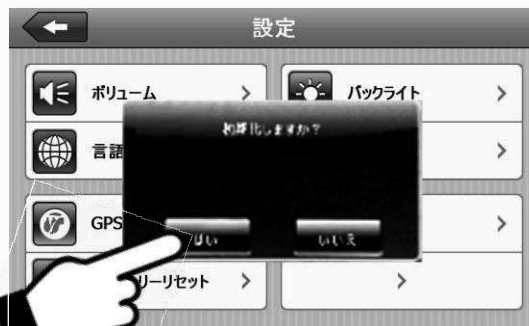 設定
ボリューム
バックライト
初期化しますか？
言語
GPS
はい
いいえ
リーリセット